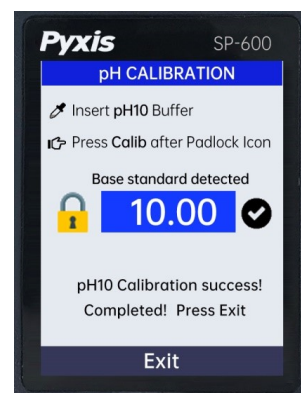 Pyxis SP-600
pH CALIBRATION
Insert pH10 Buffer
Press Calib after Padlock Icon
Base standard detected
10.00
pH10 Calibration success!
Completed! Press Exit
Exit